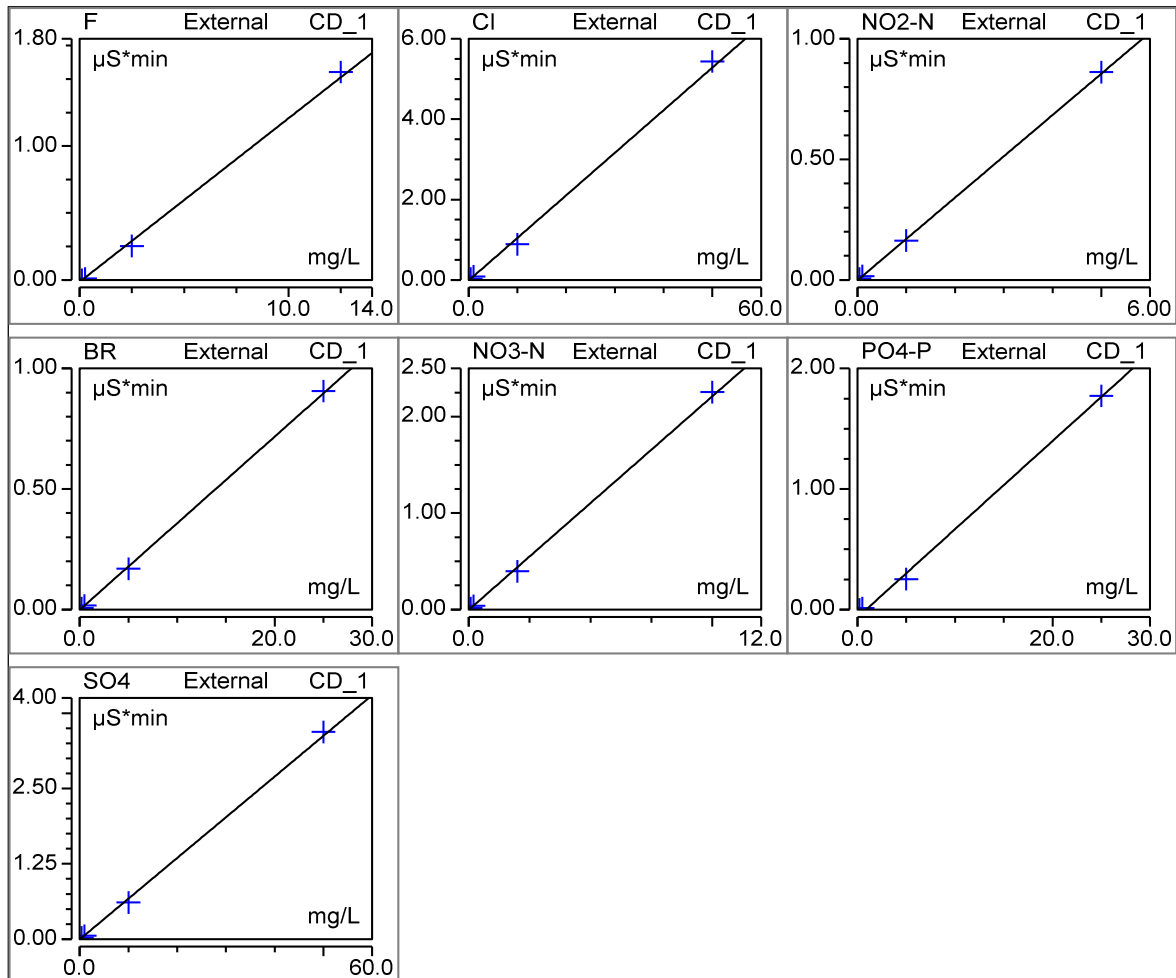 F External CD_1
1.80
µS*min
1.00
mg/L
0.00
0.0 10.0 14.0
Cl External CD_1
6.00
µS*min
4.00
2.00
mg/L
0.00
0.0 60.0
NO2-N External CD_1
1.00
µS*min
0.50
mg/L
0.00
0.00 6.00
BR External CD_1
1.00
µS*min
0.50
mg/L
0.00
0.0 20.0 30.0
NO3-N External CD_1
2.50
µS*min
2.00
1.00
mg/L
0.00
0.0 12.0
PO4-P External CD_1
2.00
µS*min
1.00
mg/L
0.00
0.0 20.0 30.0
SO4 External CD_1
4.00
µS*min
2.50
1.25
mg/L
0.00
0.0 60.0